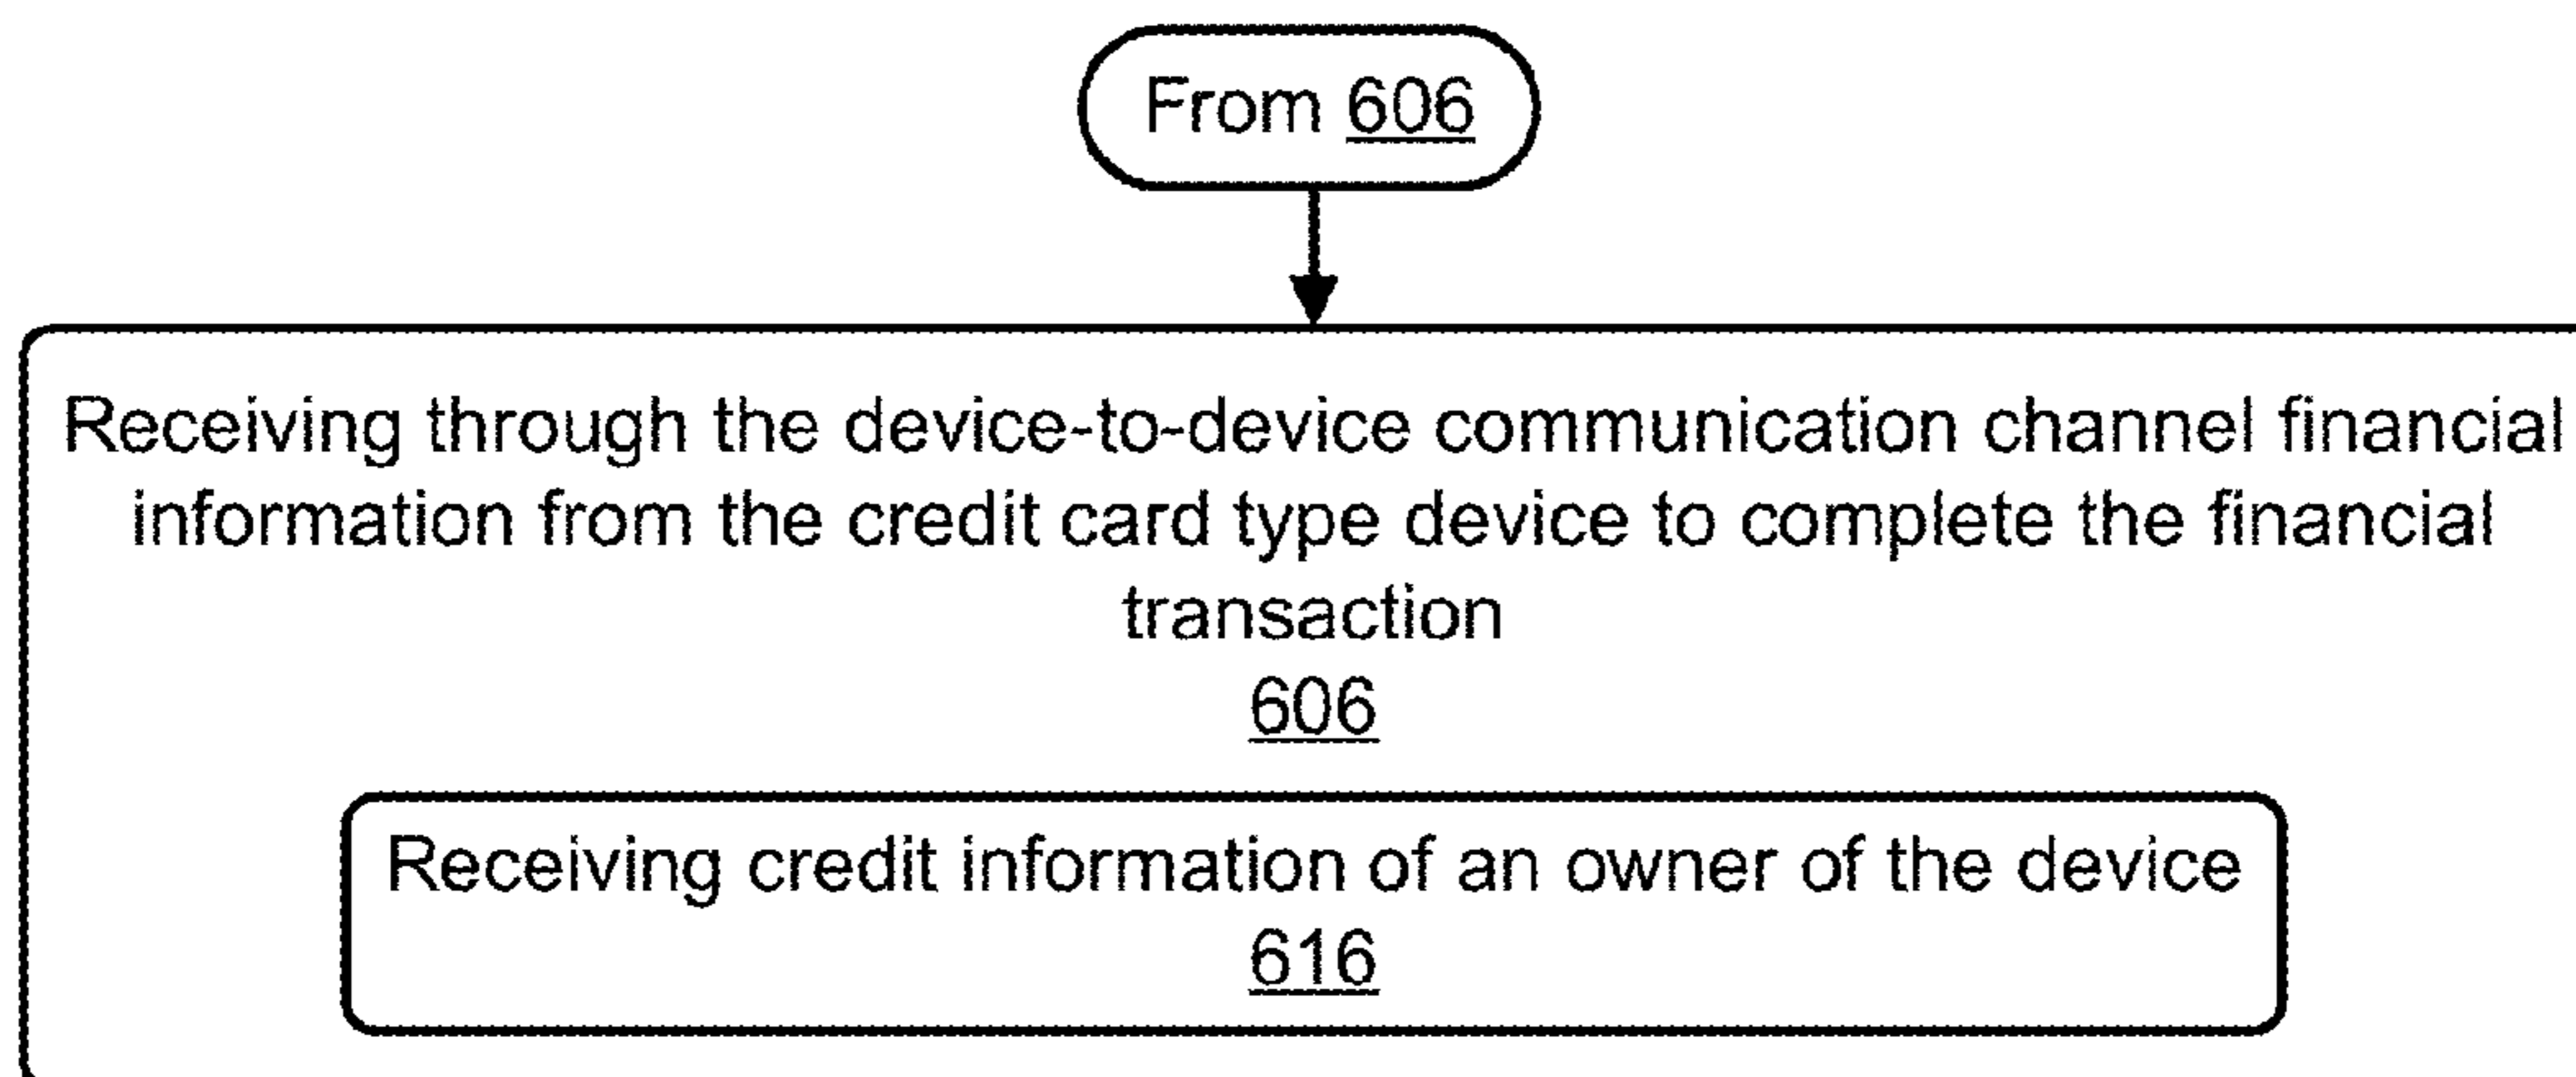 From 606
Receiving through the device-to-device communication channel financial
information from the credit card type device to complete the financial
transaction
606
Receiving credit information of an owner of the device
616